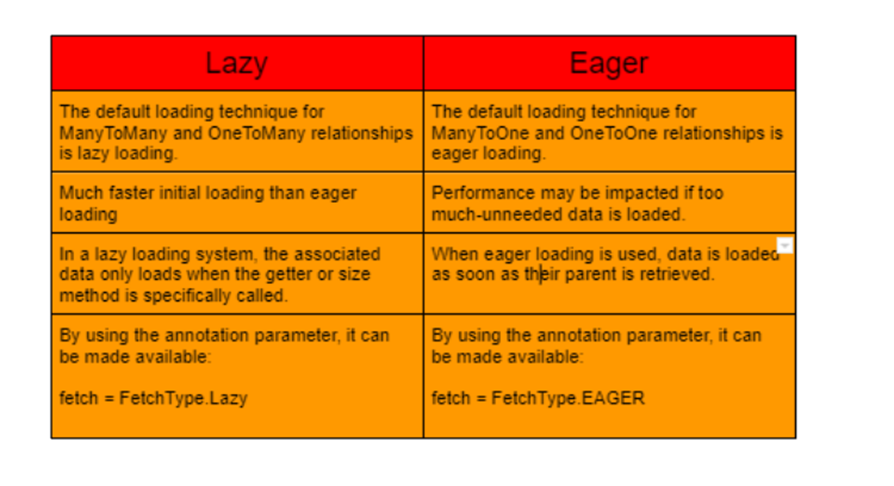 Lazy
Eager
The default loading technique for
ManyToMany and OneToMany relationships
is lazy loading.
The default loading technique for
ManyToOne and OneToOne relationships is
eager loading.
Much faster initial loading than eager
loading
Performance may be impacted if too
much-unneeded data is loaded.
In a lazy loading system, the associated
data only loads when the getter or size
method is specifically called.
When eager loading is used, data is loaded
as soon as their parent is retrieved.
By using the annotation parameter, it can
be made available:
fetch = FetchType.Lazy
By using the annotation parameter, it can
be made available:
fetch = FetchType.EAGER